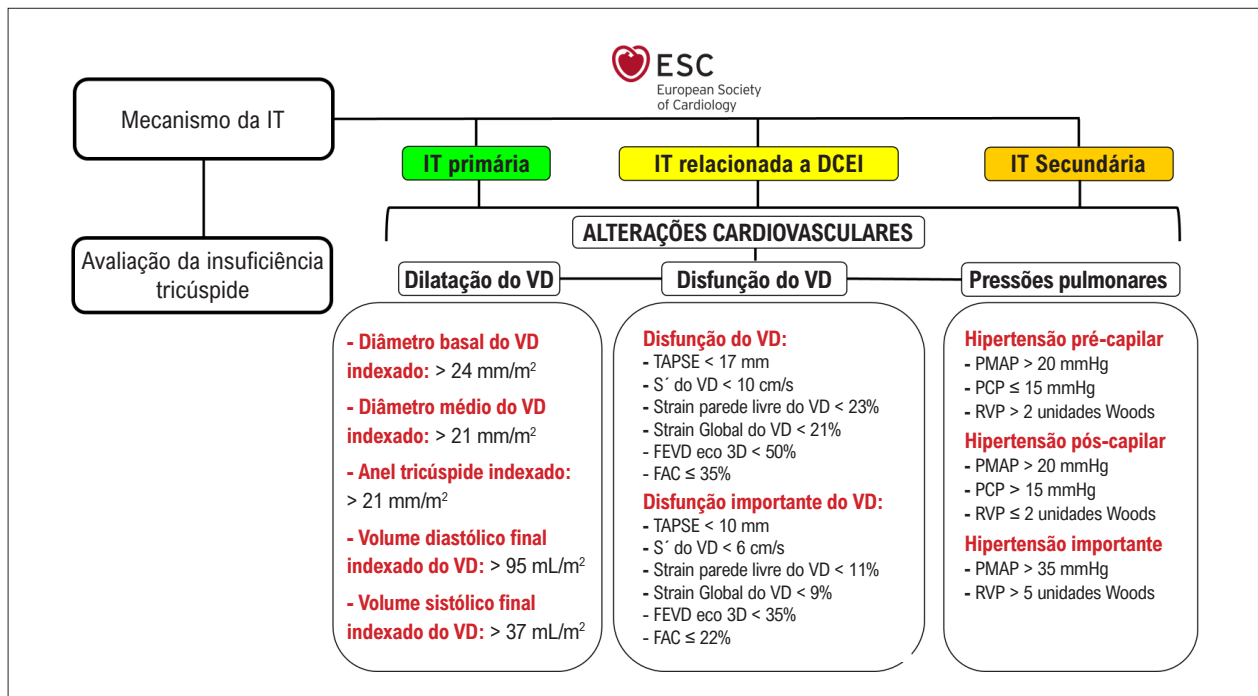 ESC
European Society
of Cardiology
Mecanismo da IT
IT primária
IT relacionada a DCEI
IT Secundária
ALTERAÇÕES CARDIOVASCULARES
Avaliação da insuficiência
tricúspide
Dilatação do VD
Disfunção do VD
Pressões pulmonares
- Diâmetro basal do VD
indexado: > 24 mm/m²
- Diâmetro médio do VD
indexado: > 21 mm/m²
- Anel tricúspide indexado:
> 21 mm/m²
- Volume diastólico final
indexado do VD: > 95 mL/m²
- Volume sistólico final
indexado do VD: > 37 mL/m²
Disfunção do VD:
- TAPSE < 17 mm
- S´ do VD < 10 cm/s
- Strain parede livre do VD < 23%
- Strain Global do VD < 21%
- FEVD eco 3D < 50%
- FAC ≤ 35%
Disfunção importante do VD:
- TAPSE < 10 mm
- S´ do VD < 6 cm/s
- Strain parede livre do VD < 11%
- Strain Global do VD < 9%
- FEVD eco 3D < 35%
- FAC ≤ 22%
Hipertensão pré-capilar
- PMAP > 20 mmHg
- PCP ≤ 15 mmHg
- RVP > 2 unidades Woods
Hipertensão pós-capilar
- PMAP > 20 mmHg
- PCP > 15 mmHg
- RVP ≤ 2 unidades Woods
Hipertensão importante
- PMAP > 35 mmHg
- RVP > 5 unidades Woods